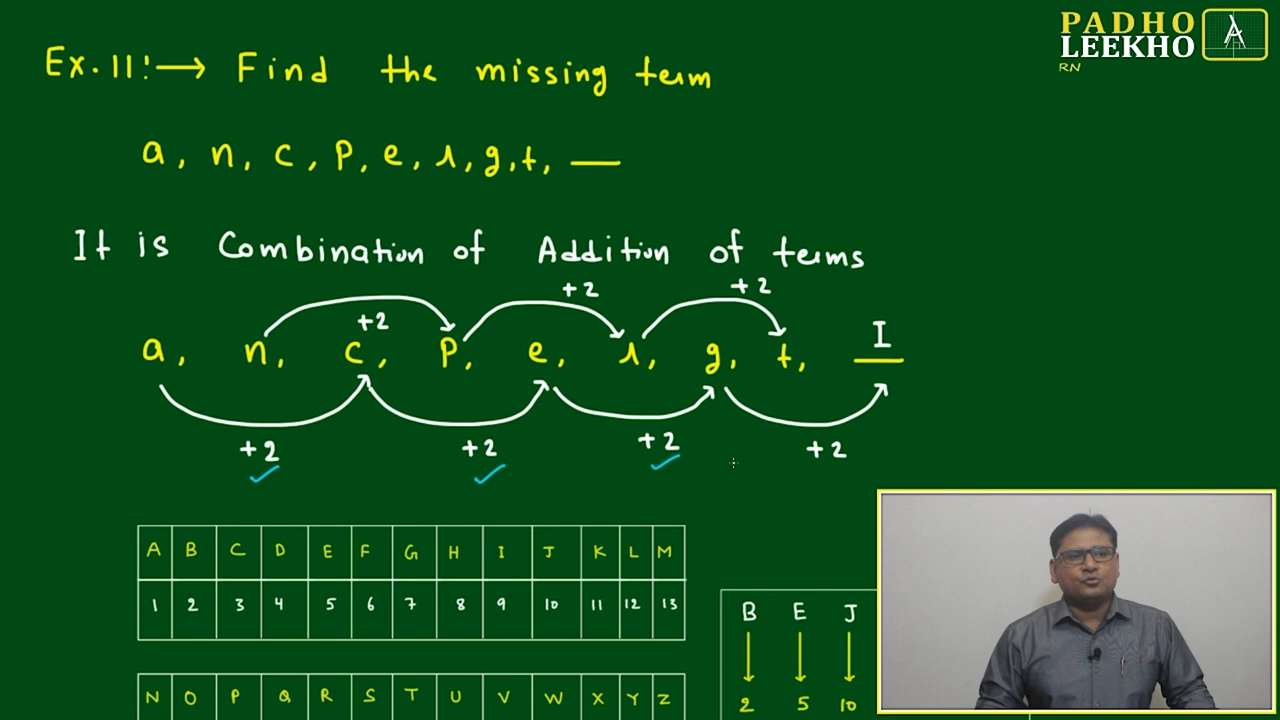 PADHO
LEEKHO
RN
Ex. 11:→ Find the missing term
a, n, c, p, e, r, g, t, __
It is Combination of Addition of terms
+2 +2 +2
a, n, c, p, e, r, g, t, I
+2 +2 +2 +2
A B C D E F G H I J K L M
1 2 3 4 5 6 7 8 9 10 11 12 13
B E J
2 5 10
N O P Q R S T U V W X Y Z